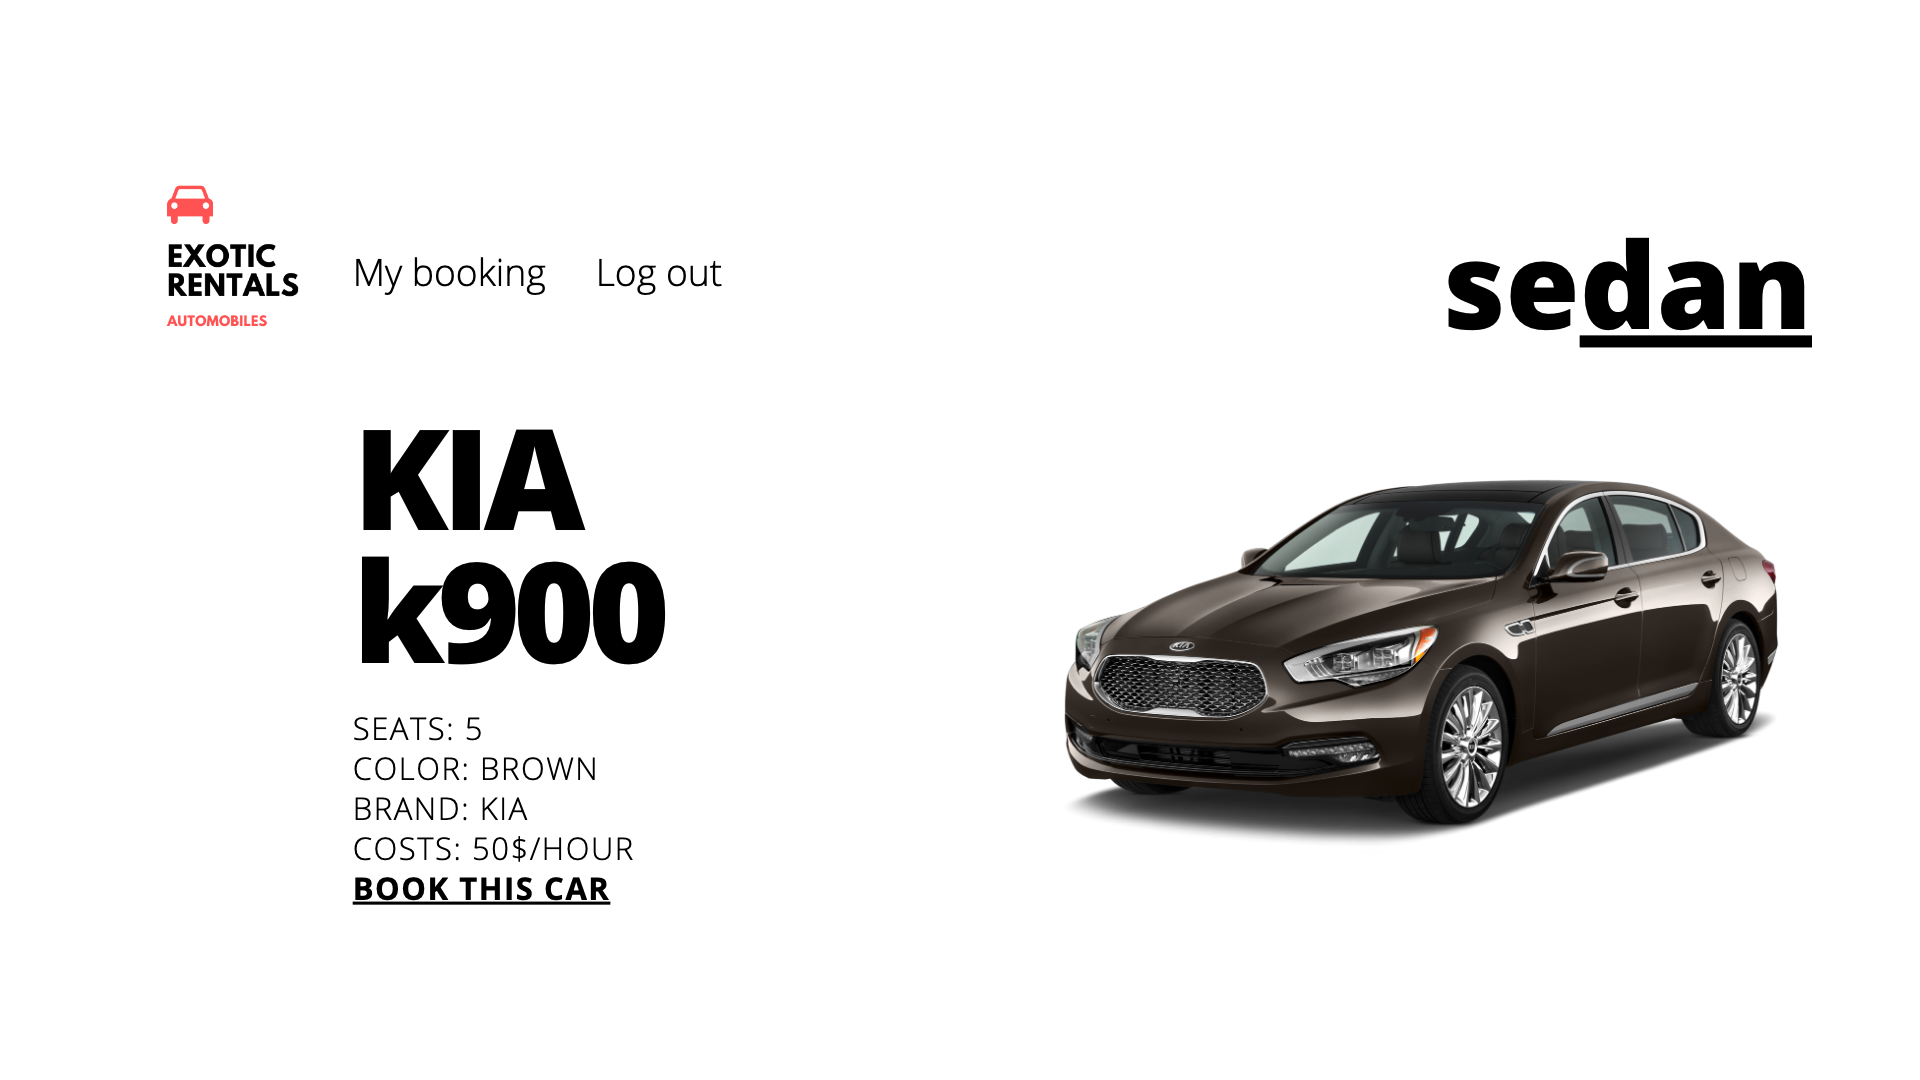 EXOTIC
RENTALS
AUTOMOBILES
My booking
Log out
sedan
KIA
k900
SEATS: 5
COLOR: BROWN
BRAND: KIA
COSTS: 50$/HOUR
BOOK THIS CAR
KIA